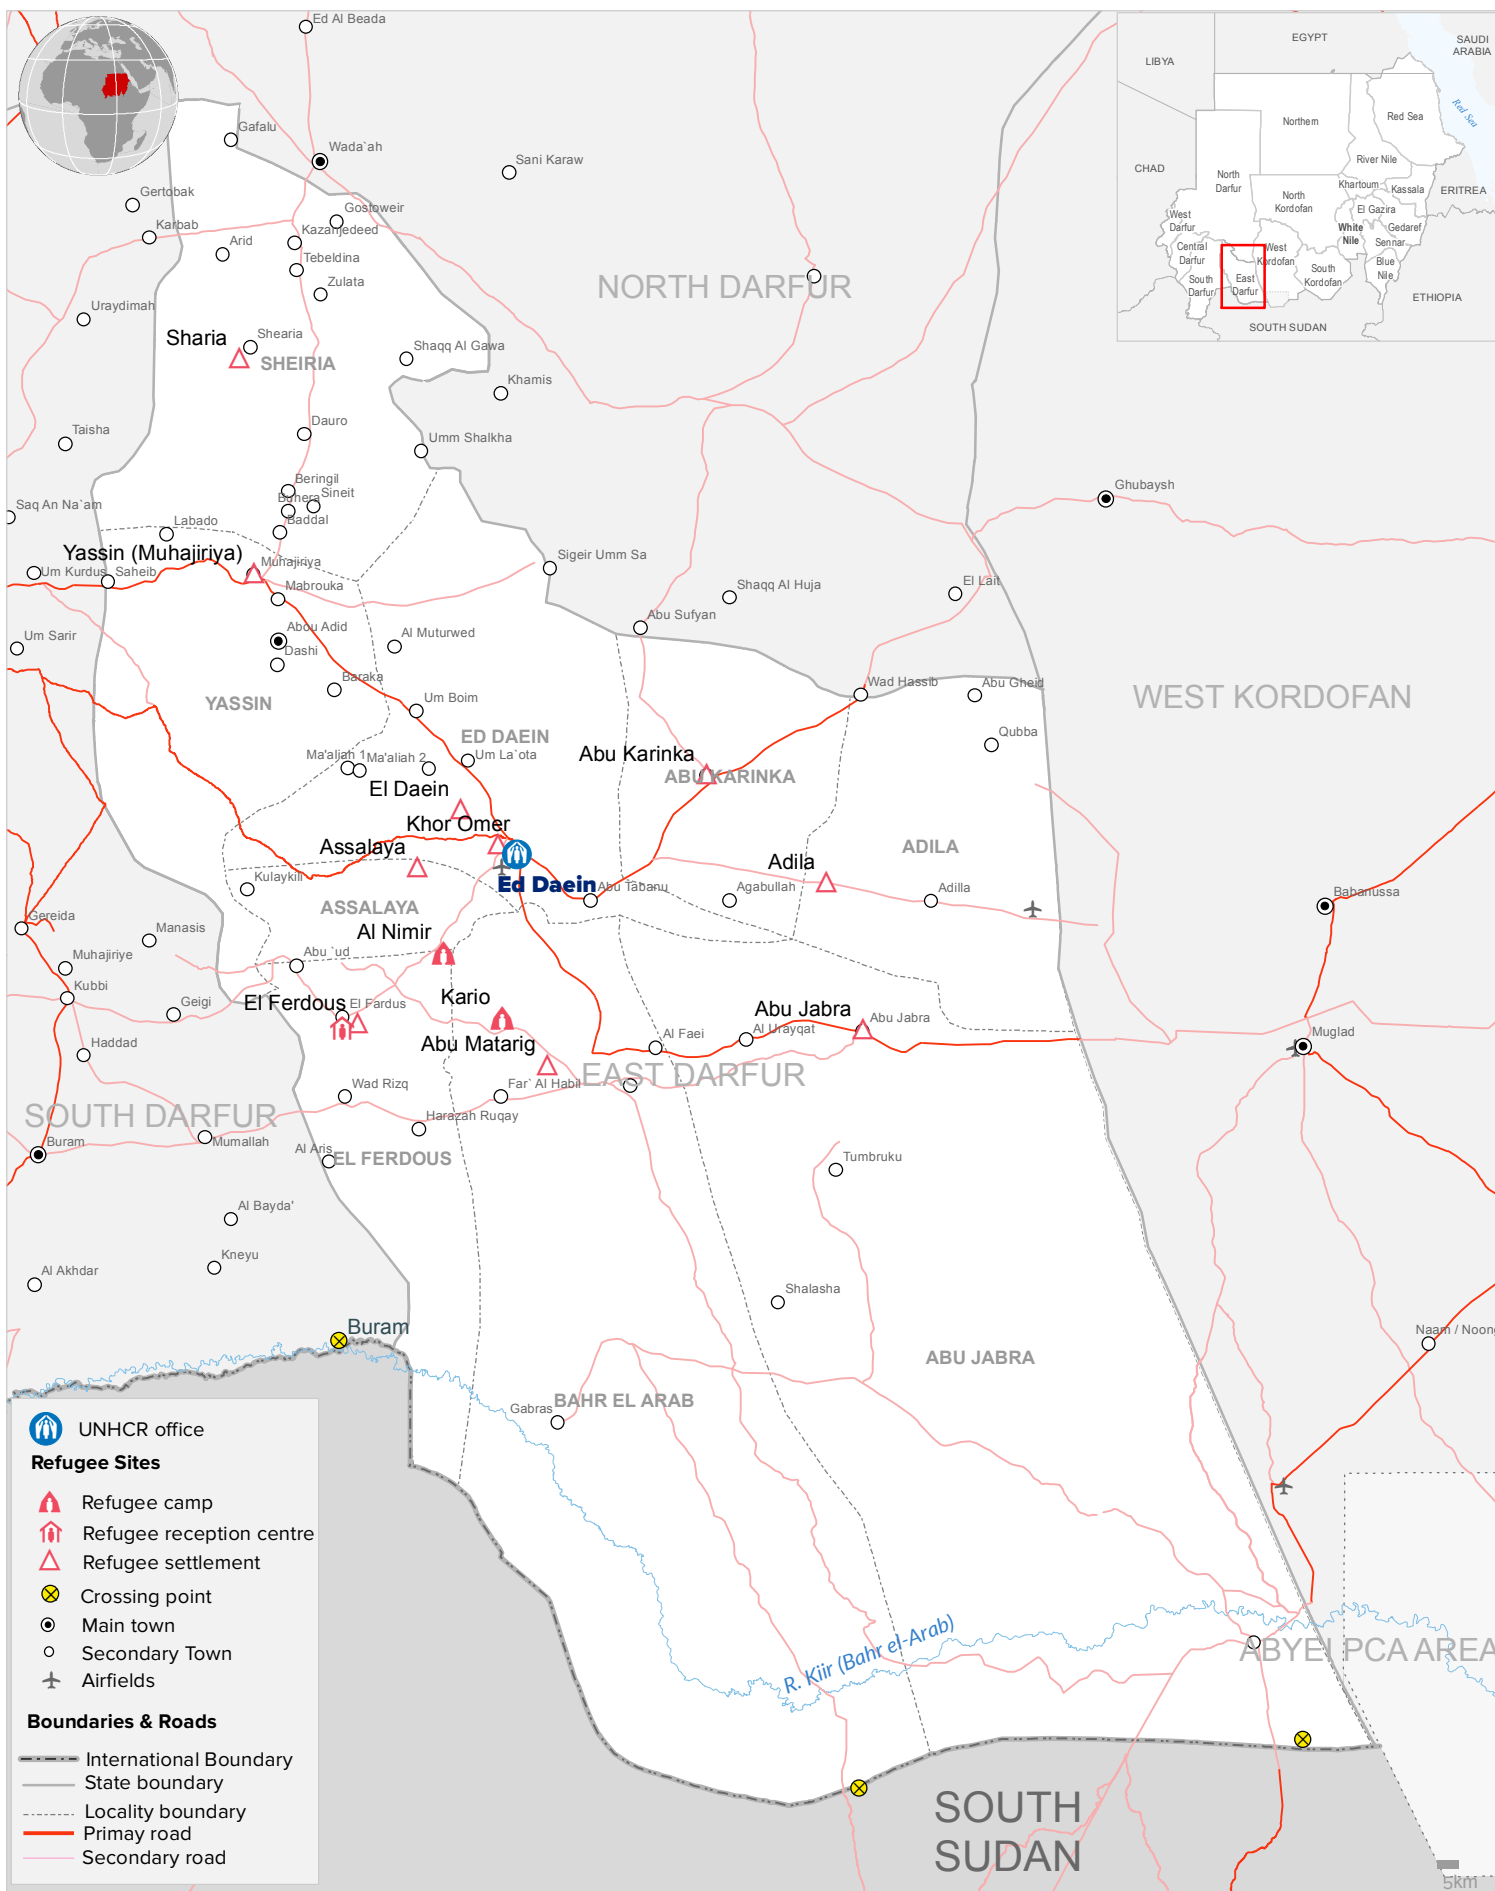 Ed Al Beada
Gafalu
Wada`ah
Sani Karaw
Gertobak
Gostoweir
Karbab
Kazanjedeed
Arid
Tebeldina
Zulata
NORTH DARFUR
Uraydimah
Sharia
Shearia
SHEIRIA
Shaqq Al Gawa
Khamis
Dauro
Taisha
Umm Shalkha
Beringil
Sineit
Saq An Na`am
Labado
Baddal
Ghubaysh
Yassin (Muhajiriya)
Muhajiriya
Sigeir Umm Sa
Um Kurdus
Saheib
Mabrouka
Shaqq Al Huja
El Lait
Abu Sufyan
Abou Adid
Um Sarir
Dashi
Al Muturwed
Baraka
Wad Hassib
Abu Gheid
YASSIN
Um Boim
WEST KORDOFAN
Qubba
ED DAEIN
Ma'aliah 1
Ma'aliah 2
Um La`ota
Abu Karinka
ABU KARINKA
El Daein
Khor Omer
Assalaya
ADILA
Adila
Kulaykili
Ed Daein
Abu Tabanu
Agabullah
Adilla
Babanussa
ASSALAYA
Gereida
Manasis
Al Nimir
Muhajiriye
Abu `ud
Kubbi
Geigi
El Ferdous
El Fardus
Kario
Abu Jabra
Abu Jabra
Haddad
Abu Matarig
Al Faei
Al Urayqat
Muglad
EAST DARFUR
Wad Rizq
Far` Al Habil
SOUTH DARFUR
Harazah Ruqay
Buram
Mumallah
Al Aris
EL FERDOUS
Tumbruku
Al Bayda'
Kneyu
Al Akhdar
Shalasha
Buram
Naam / Noong
ABU JABRA
Gabras
BAHR EL ARAB
R. Kiir (Bahr el-Arab)
ABYEI PCA AREA
SOUTH
SUDAN
5km
EGYPT
SAUDI
ARABIA
LIBYA
Red Sea
Northern
Red Sea
CHAD
River Nile
North
Darfur
North
Kordofan
Khartoum
Kassala
ERITREA
El Gazira
West
Darfur
White
Nile
Gedaref
Sennar
Central
Darfur
West
Kordofan
South
Darfur
East
Darfur
South
Kordofan
Blue
Nile
ETHIOPIA
SOUTH SUDAN
UNHCR office
Refugee Sites
Refugee camp
Refugee reception centre
Refugee settlement
Crossing point
Main town
Secondary Town
Airfields
Boundaries & Roads
International Boundary
State boundary
Locality boundary
Primay road
Secondary road